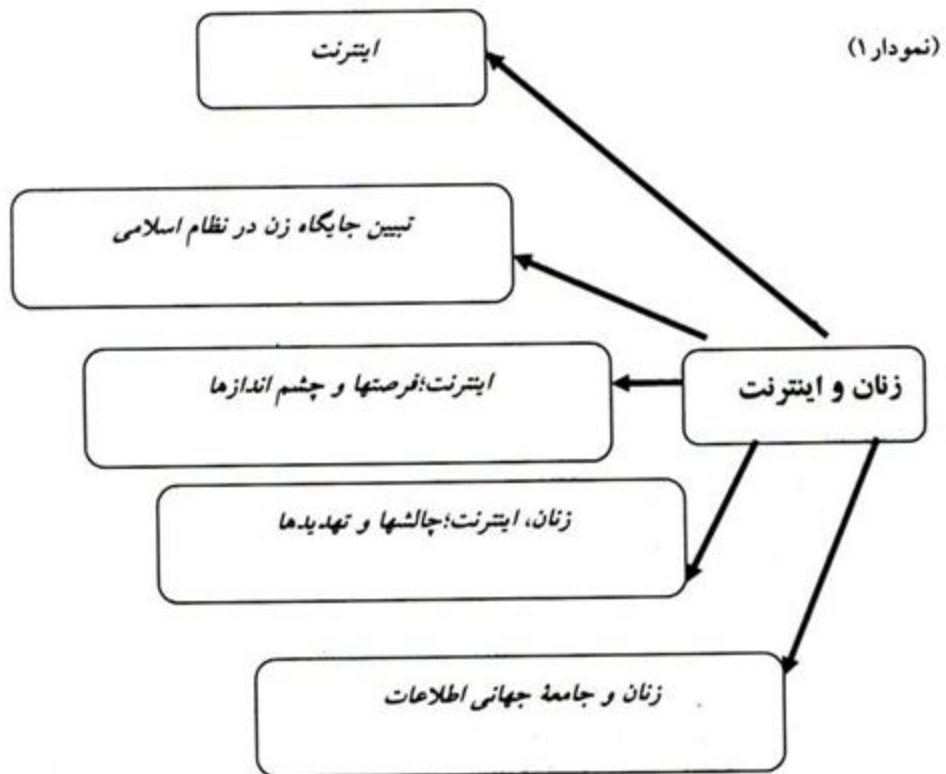 (نمودار ۱)
اینترنت
تبیین جایگاه زن در نظام اسلامی
زنان و اینترنت
اینترنت؛فرصتها و چشم اندازها
زنان، اینترنت؛چالشها و تهدیدها
زنان و جامعهٔ جهانی اطلاعات